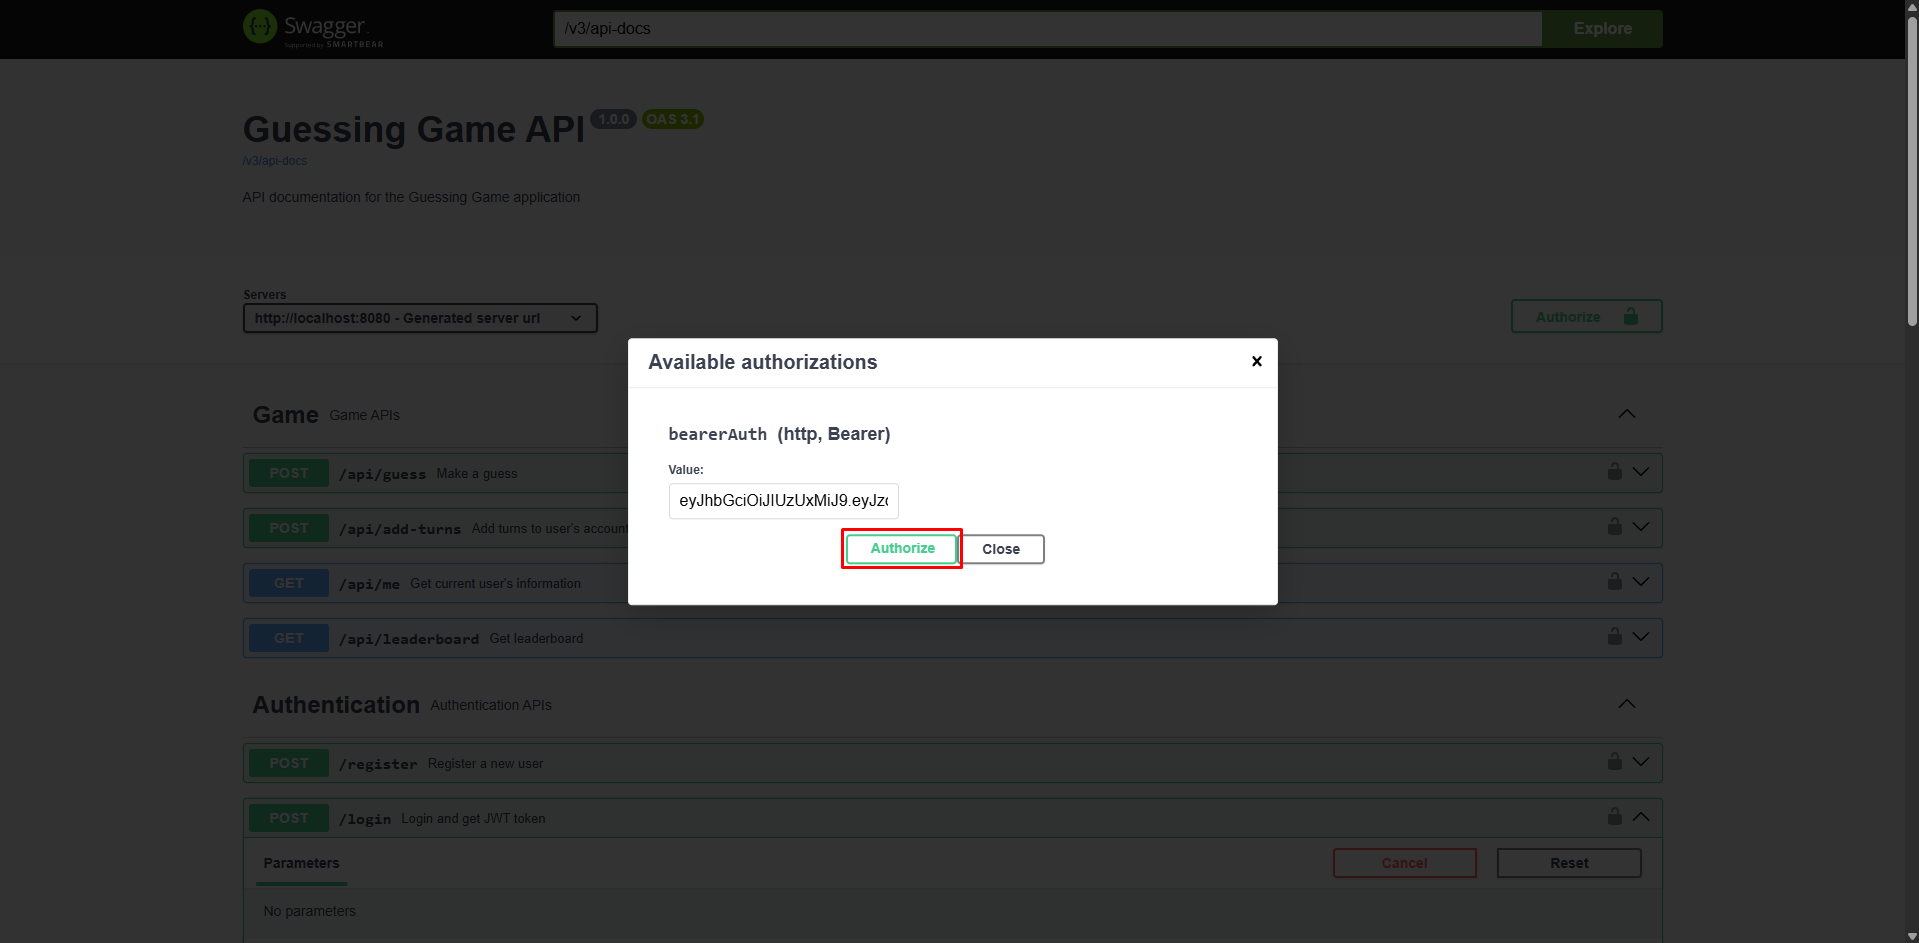 Swagger.
Supported by SMARTBEAR
/v3/api-docs
Explore
Guessing Game API
1.0.0
OAS 3.1
/v3/api-docs
API documentation for the Guessing Game application
Servers
http://localhost:8080 - Generated server url
Authorize
Available authorizations
bearerAuth (http, Bearer)
Value:
eyJhbGciOiJIUzUxMiJ9.eyJzc
Authorize
Close
Game Game APIs
POST /api/guess Make a guess
POST /api/add-turns Add turns to user's account
GET /api/me Get current user's information
GET /api/leaderboard Get leaderboard
Authentication Authentication APIs
POST /register Register a new user
POST /login Login and get JWT token
Parameters
Cancel
Reset
No parameters